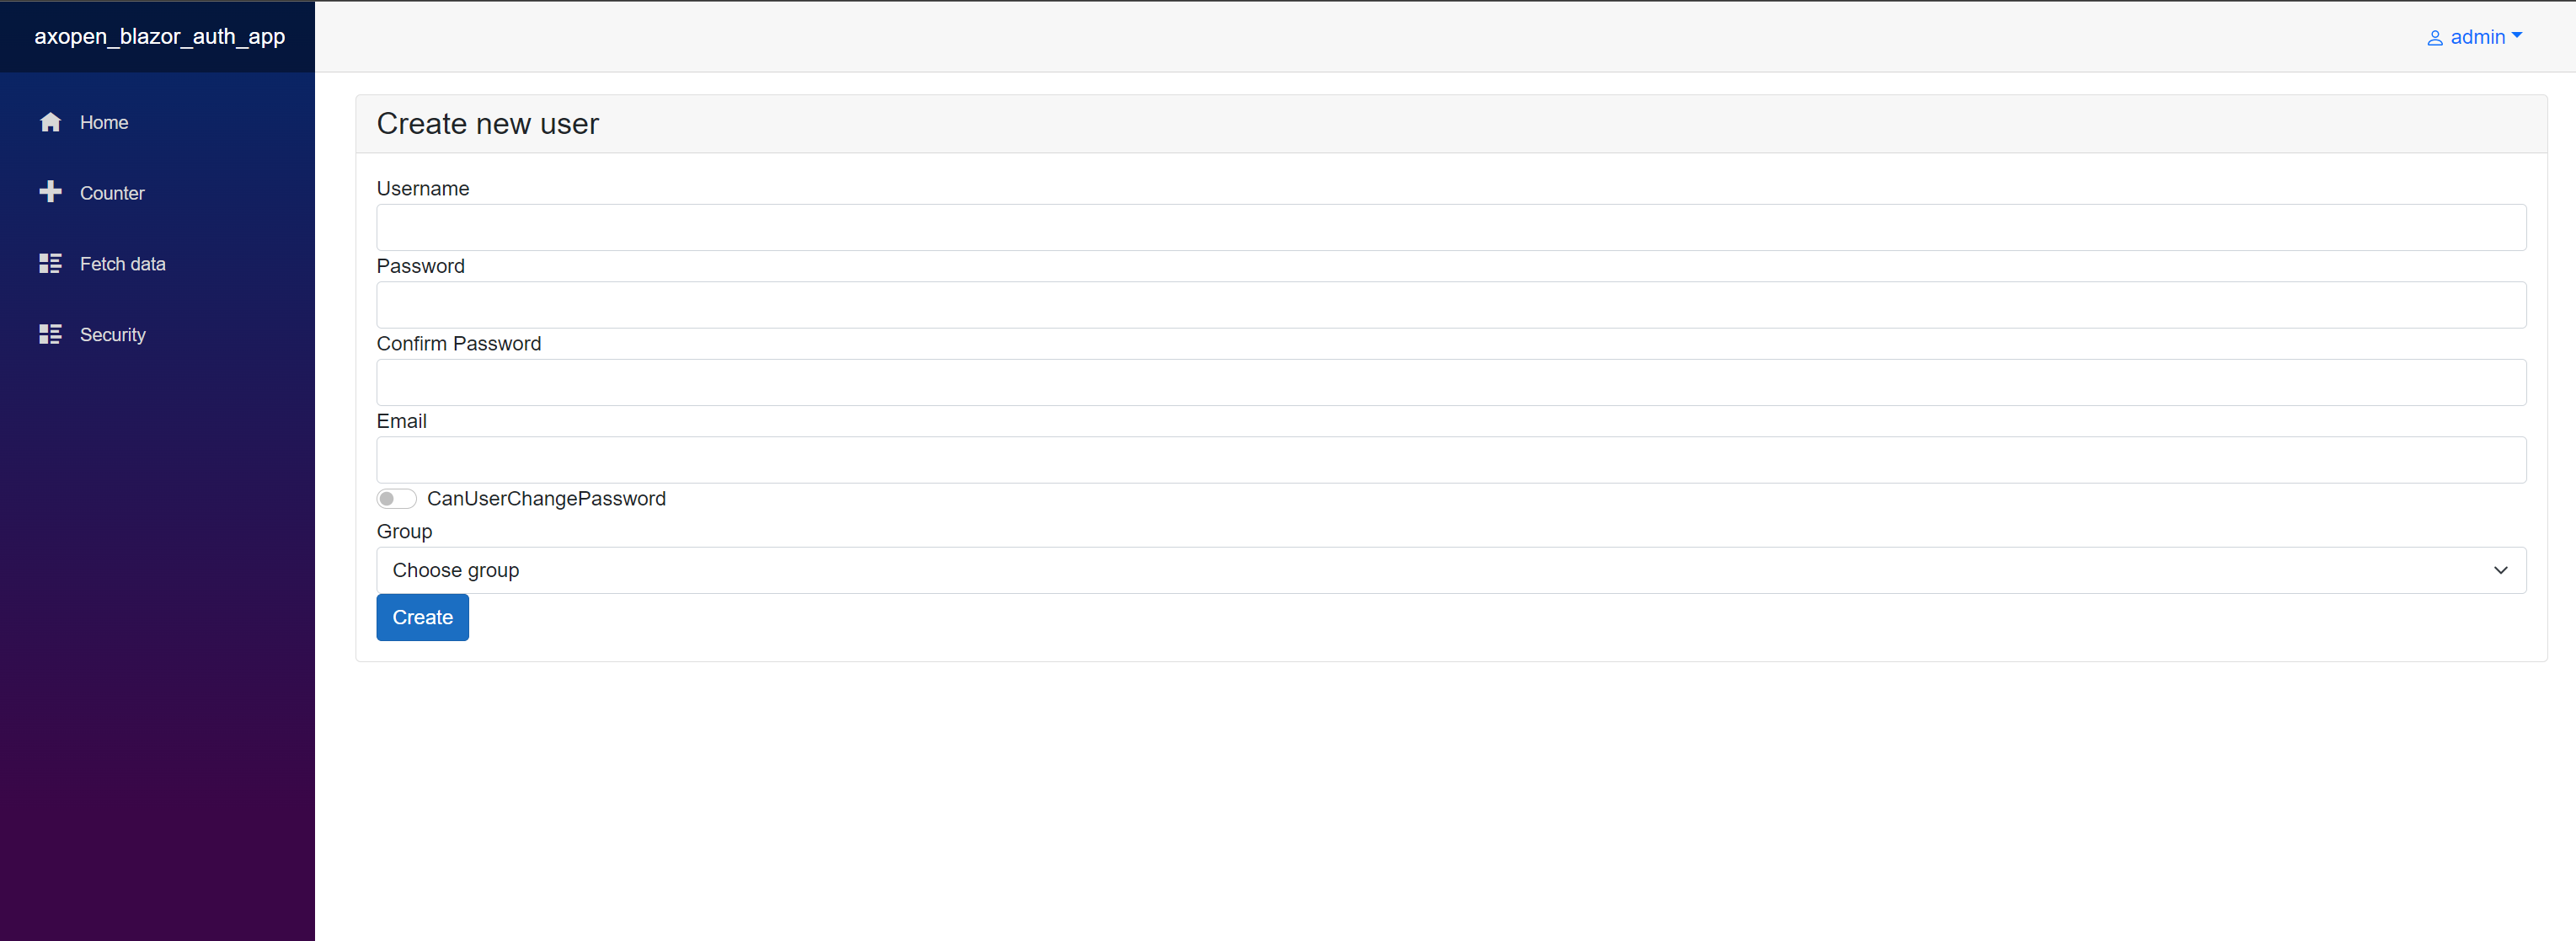 axopen_blazor_auth_app
admin
Home
Counter
Fetch data
Security
Create new user
Username
Password
Confirm Password
Email
CanUserChangePassword
Group
Choose group
Create